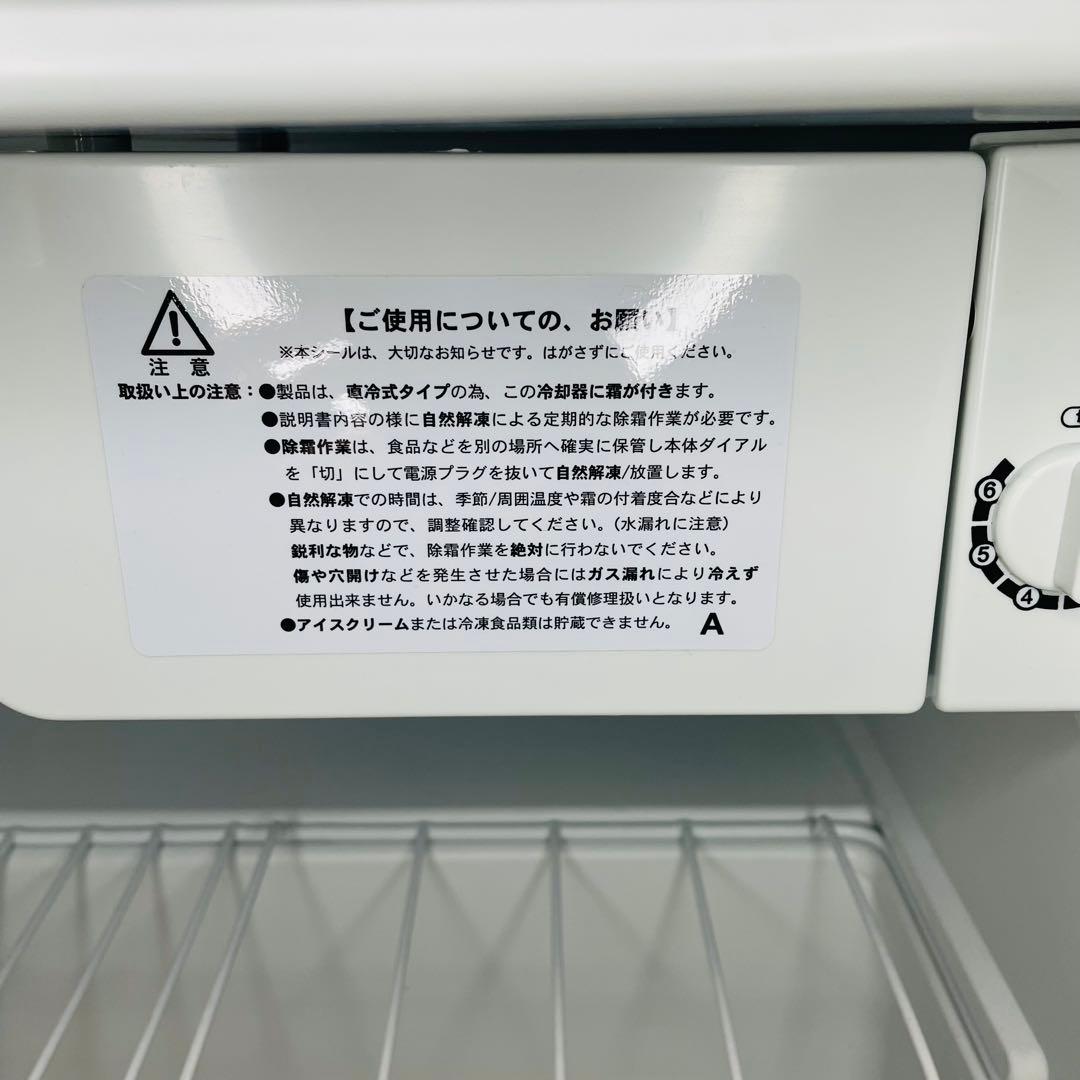 【ご使用についての、お願い】
※本シールは、大切なお知らせです。はがさずにご使用ください。
注 意
取扱い上の注意：●製品は、直冷式タイプの為、この冷却器に霜が付きます。
●説明書内容の様に自然解凍による定期的な除霜作業が必要です。
●除霜作業は、食品などを別の場所へ確実に保管し本体ダイアル
を「切」にして電源プラグを抜いて自然解凍/放置します。
●自然解凍での時間は、季節/周囲温度や霜の付着度合などにより
異なりますので、調整確認してください。(水漏れに注意)
鋭利な物などで、除霜作業を絶対に行わないでください。
傷や穴開けなどを発生させた場合にはガス漏れにより冷えず
使用出来ません。いかなる場合でも有償修理扱いとなります。
●アイスクリームまたは冷凍食品類は貯蔵できません。 A
6
5
4